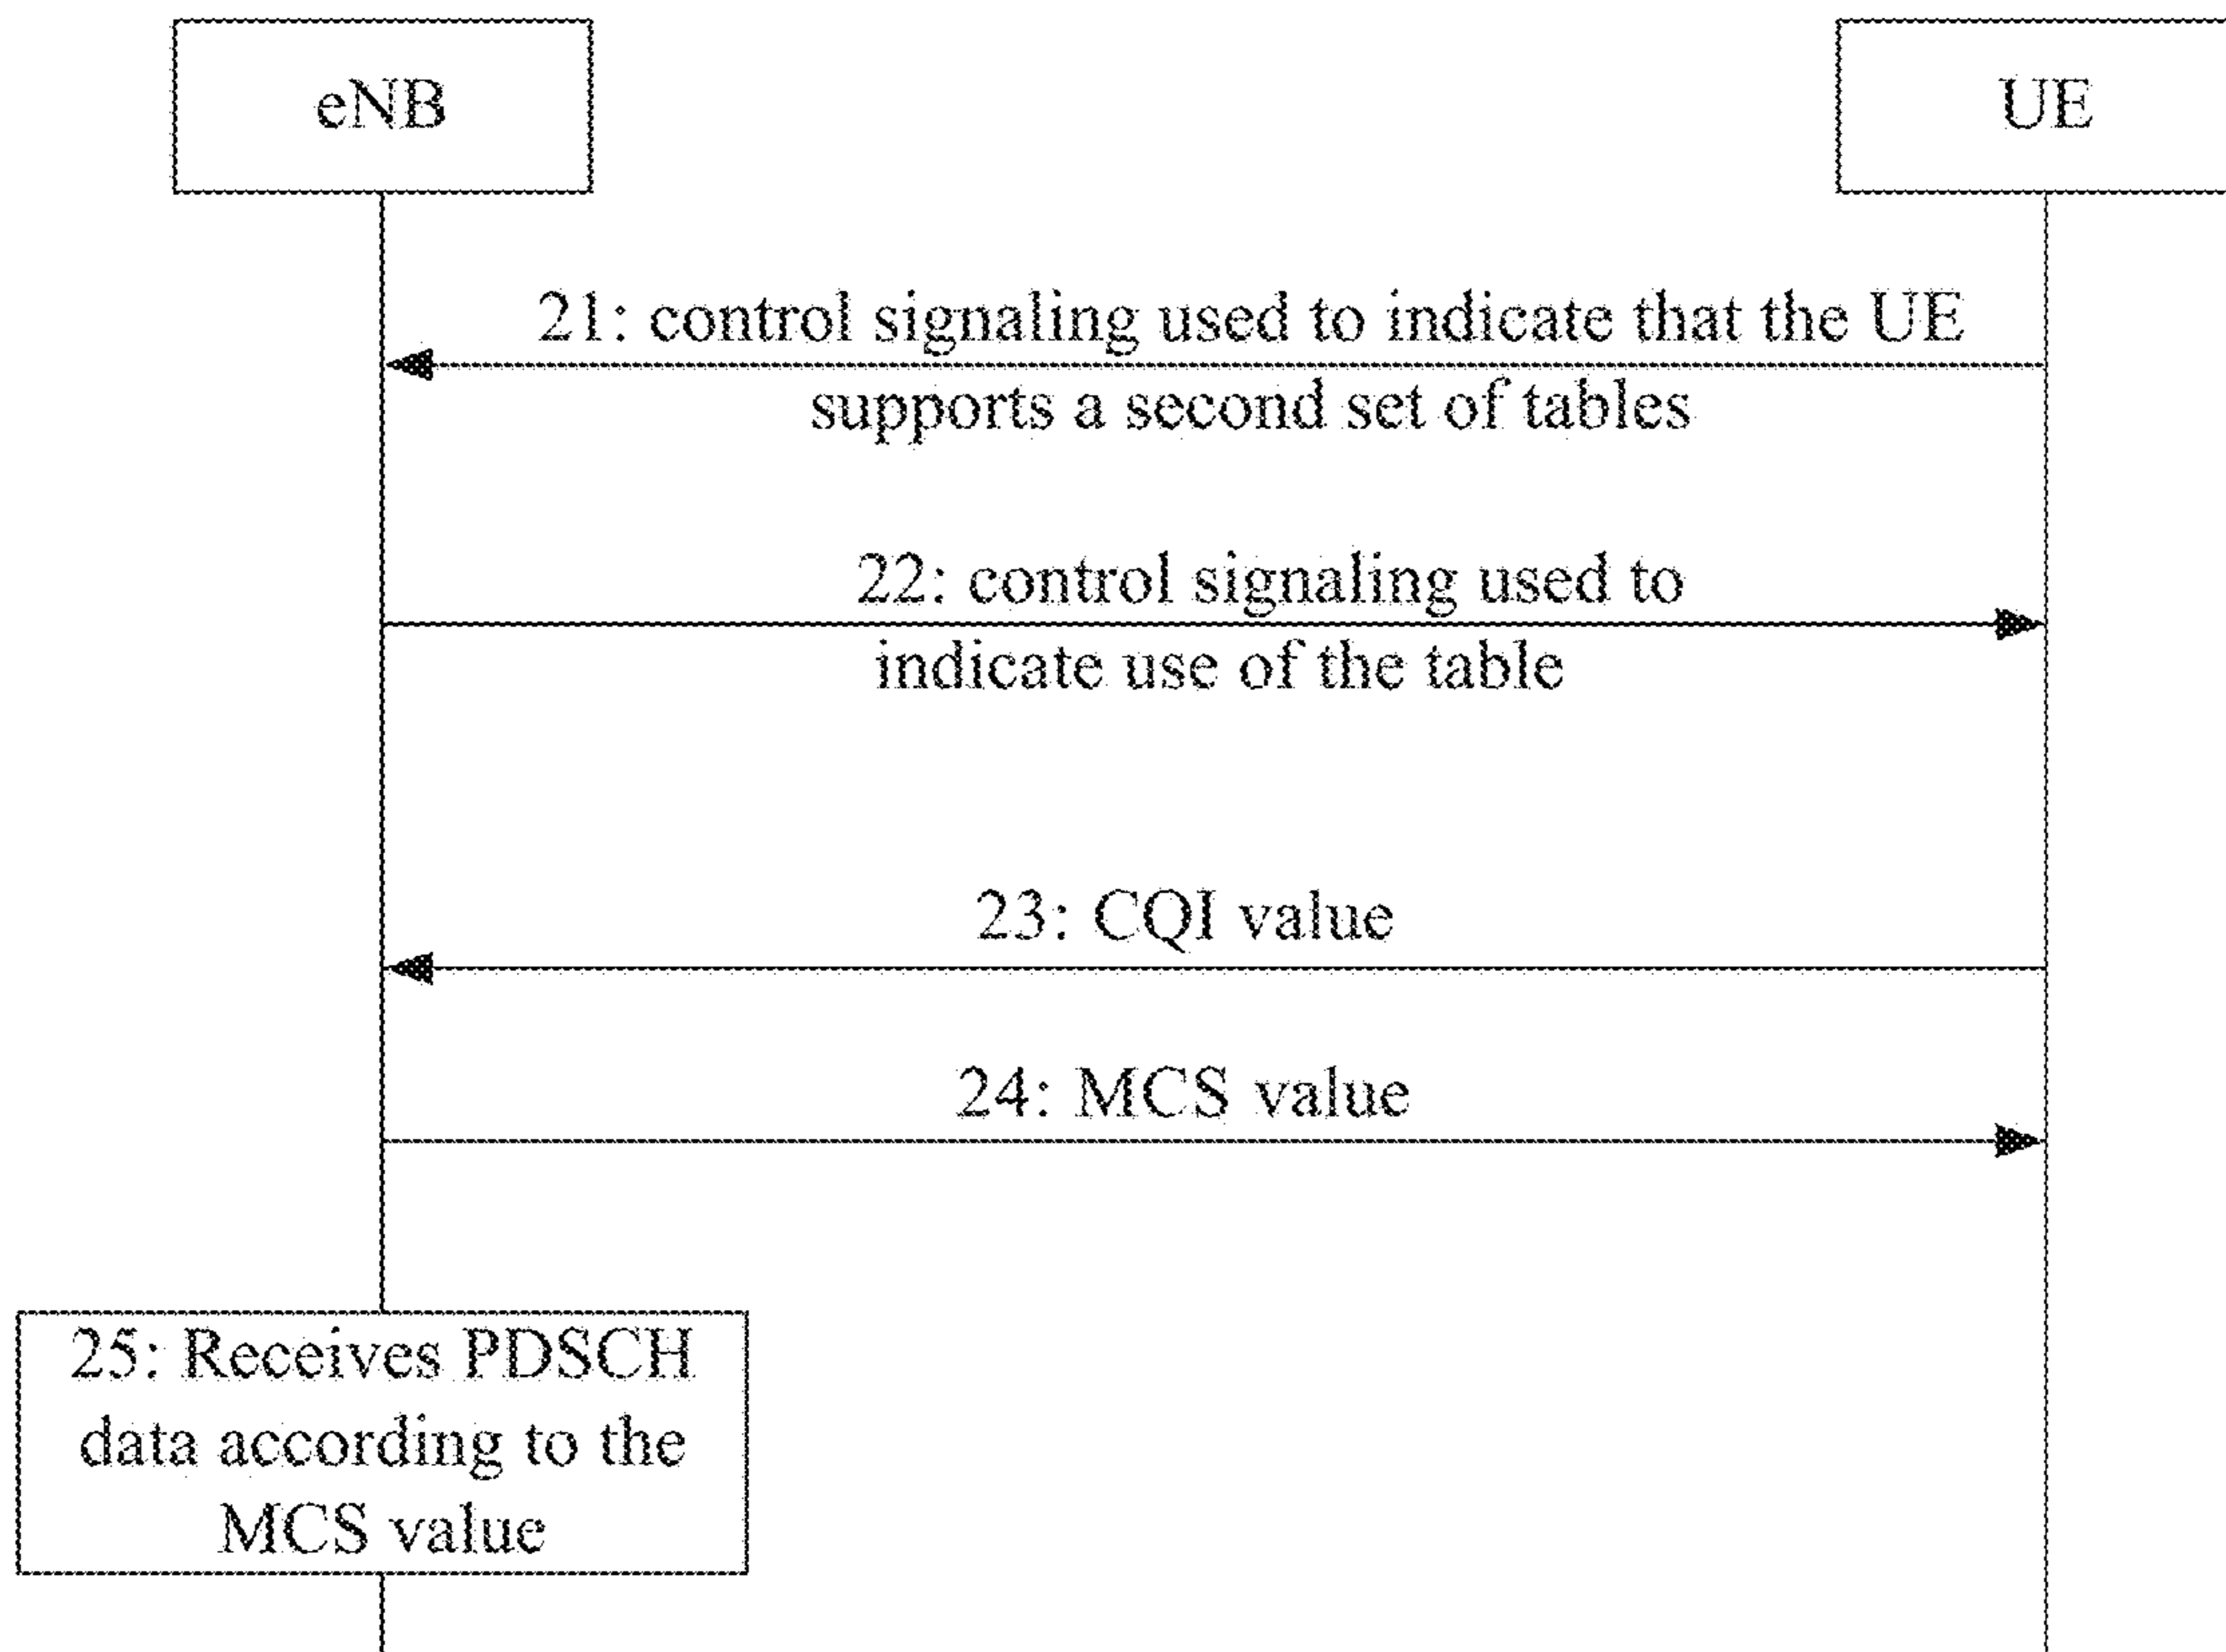 eNB
UE
21: control signaling used to indicate that the UE
supports a second set of tables
22: control signaling used to
indicate use of the table
23: CQI value
24: MCS value
25: Receives PDSCH
data according to the
MCS value